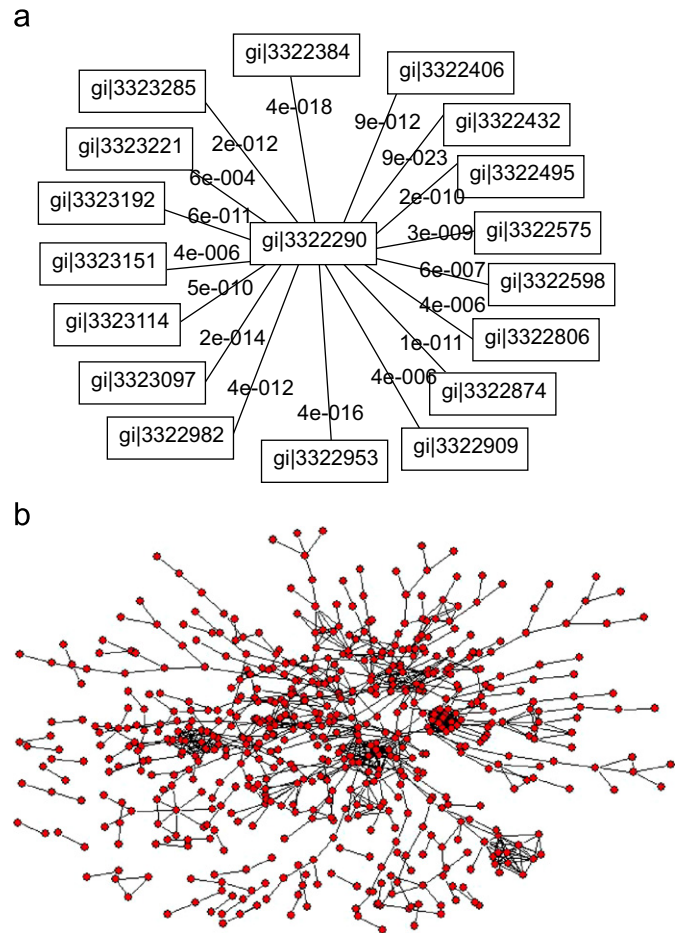 a
gi|3322384
gi|3322406
gi|3323285
4e-018
9e-012
gi|3322432
gi|3323221
2e-012
9e-023
gi|3322495
6e-004
2e-010
gi|3323192
6e-011
3e-009
gi|3322575
gi|3322290
gi|3323151
4e-006
6e-007
gi|3322598
5e-010
4e-006
gi|3323114
2e-014
1e-011
gi|3322806
gi|3323097
4e-012
4e-006
gi|3322874
4e-016
gi|3322982
gi|3322953
gi|3322909
b